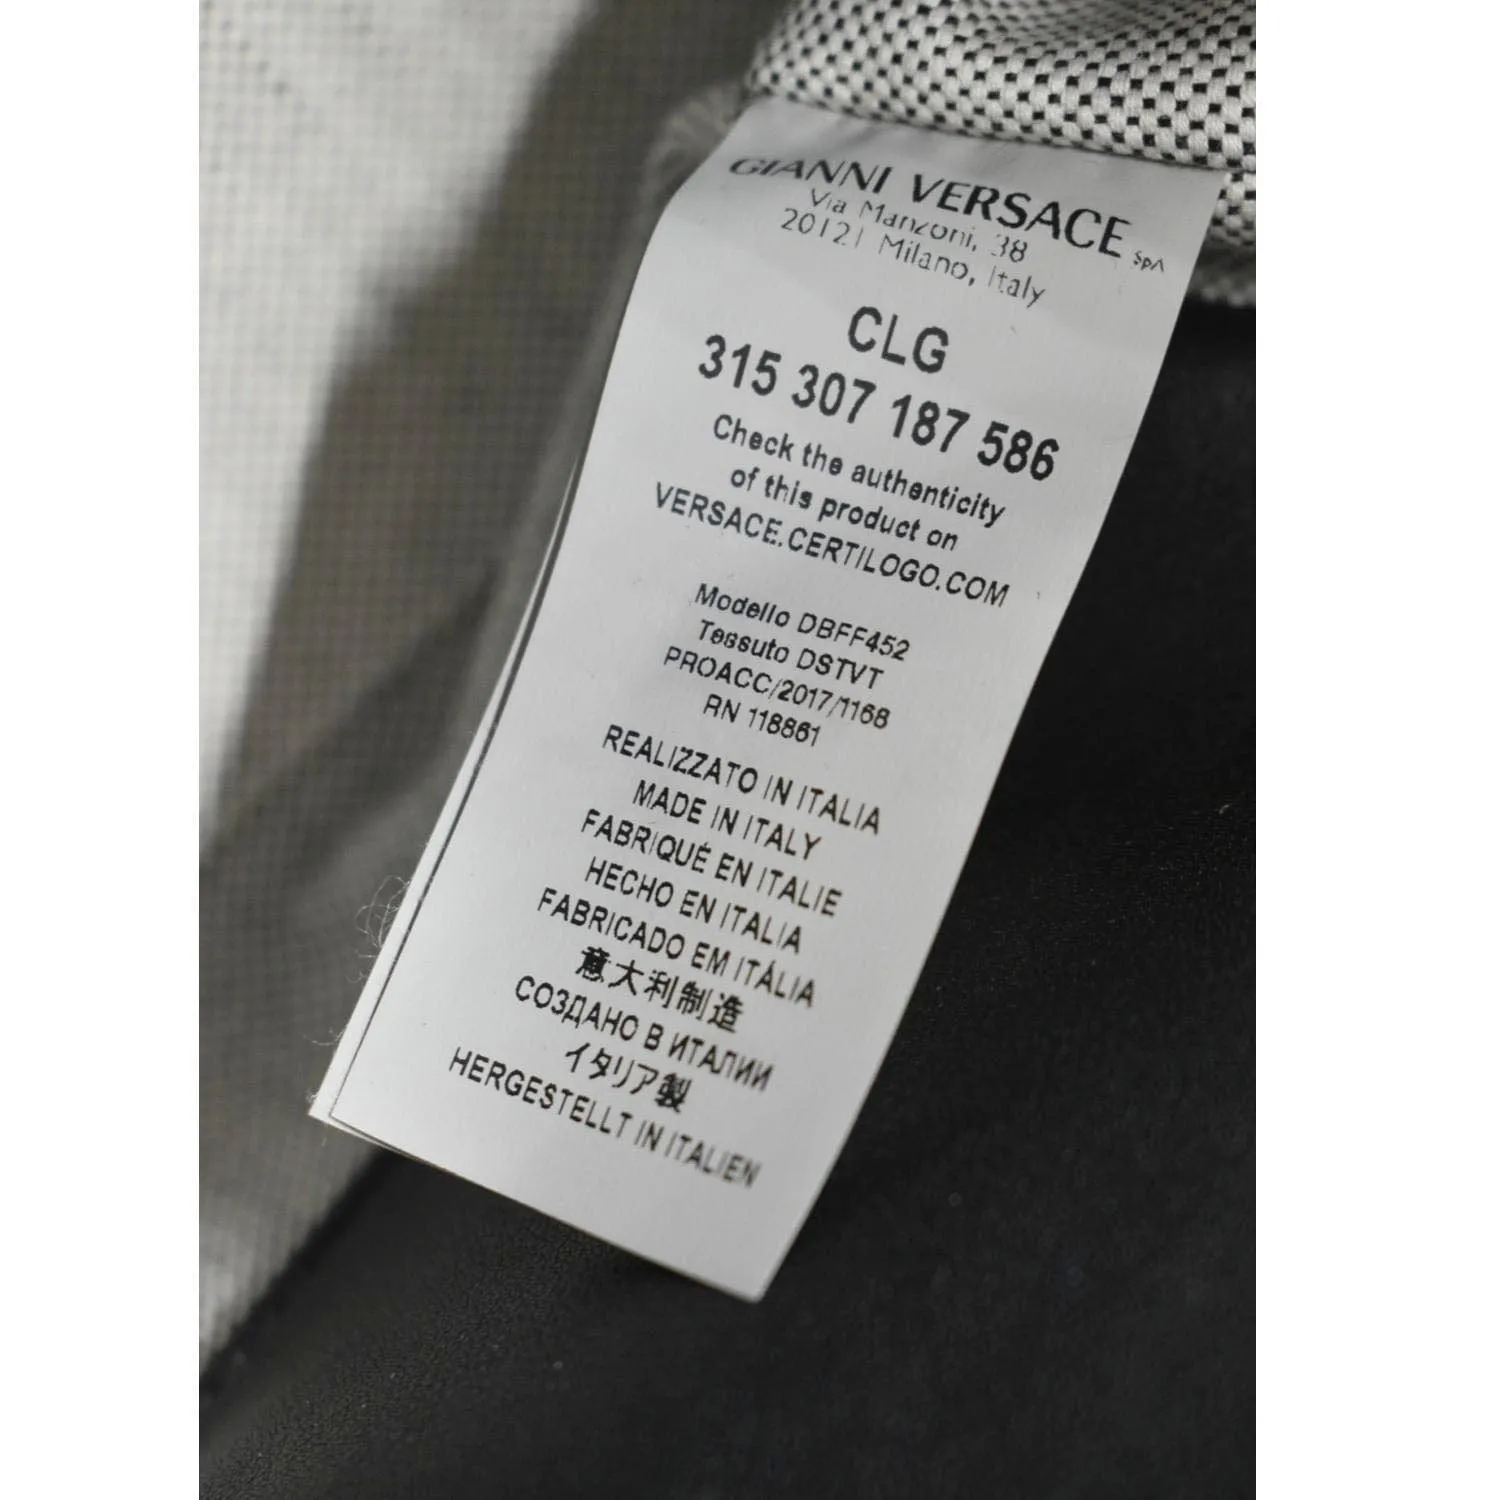 GIANNI VERSACE SpA
Via Manzoni, 38
20121 Milano, Italy
CLG
315 307 187 586
Check the authenticity
of this product on
VERSACE.CERTILOGO.COM
Modello DBFF452
Tessuto DSTVT
PROACC/2017/1168
RN 118861
REALIZZATO IN ITALIA
MADE IN ITALY
FABRIQUÉ EN ITALIE
HECHO EN ITALIA
FABRICADO EM ITÁLIA
意大利制造
СОЗДАНО В ИТАЛИИ
イタリア製
HERGESTELLT IN ITALIEN